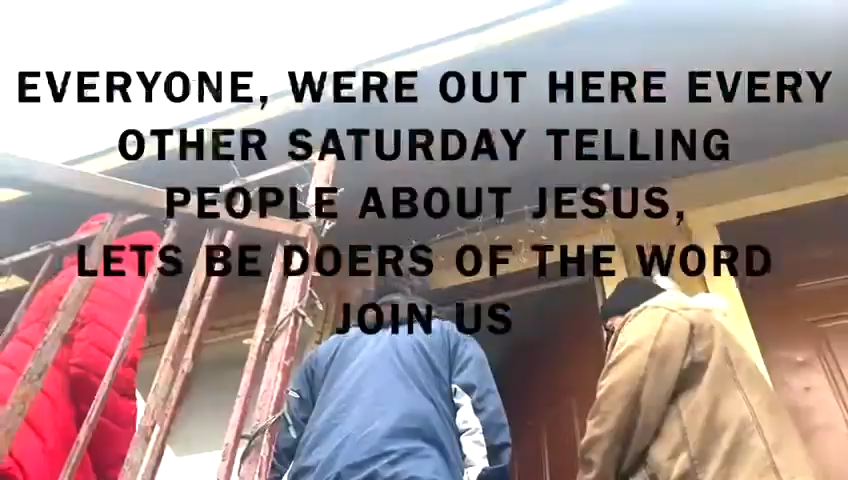 EVERYONE, WERE OUT HERE EVERY
OTHER SATURDAY TELLING
PEOPLE ABOUT JESUS,
LETS BE DOERS OF THE WORD
JOIN US